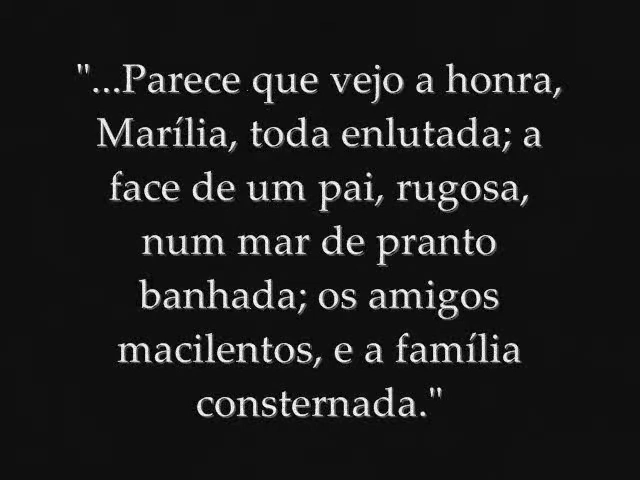 "...Parece que vejo a honra,
Marília, toda enlutada; a
face de um pai, rugosa,
num mar de pranto
banhada; os amigos
macilentos, e a família
consternada."